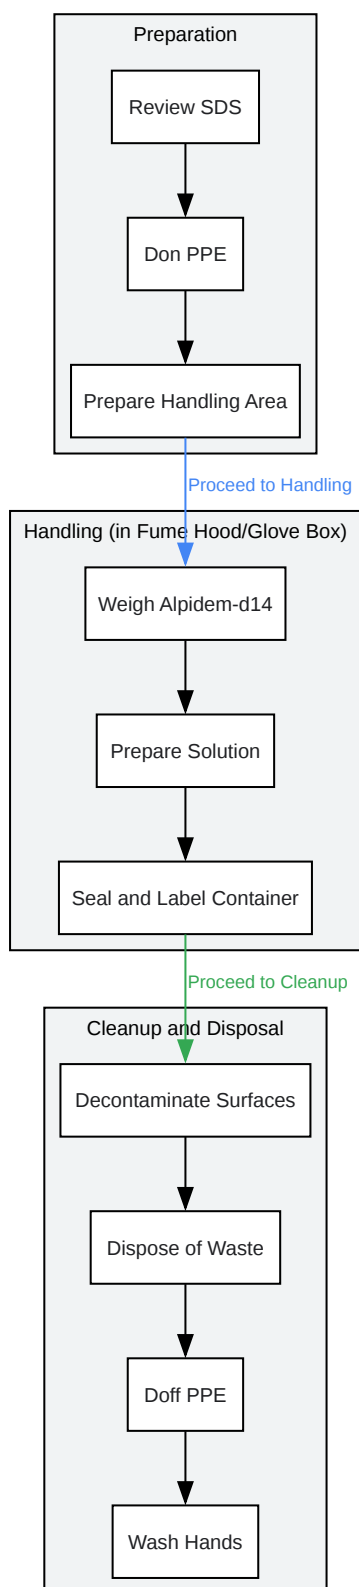 Preparation
Review SDS
Don PPE
Prepare Handling Area
Proceed to Handling
Handling (in Fume Hood/Glove Box)
Weigh Alpidem-d14
Prepare Solution
Seal and Label Container
Proceed to Cleanup
Cleanup and Disposal
Decontaminate Surfaces
Dispose of Waste
Doff PPE
Wash Hands